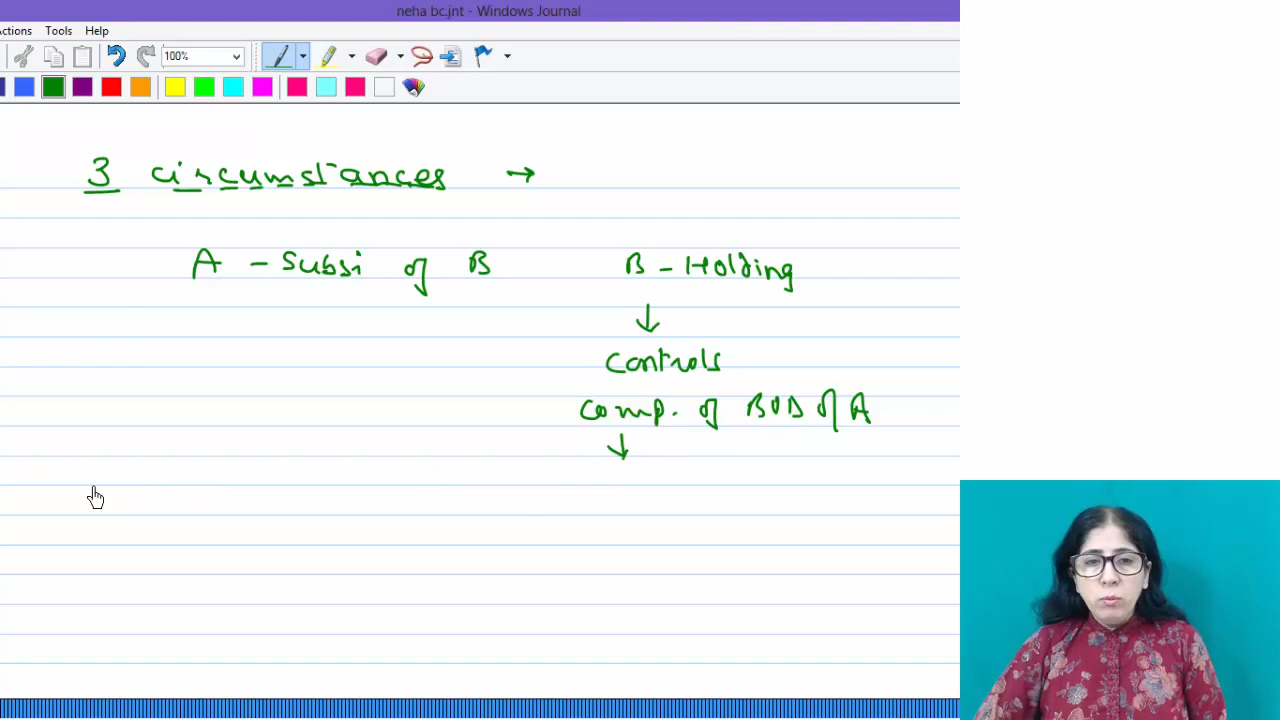 neha bc.jnt - Windows Journal
Actions Tools Help
100%
3 circumstances →
A - Subsi of B B - Holding
↓
Controls
Comp. of BOD of A
↓